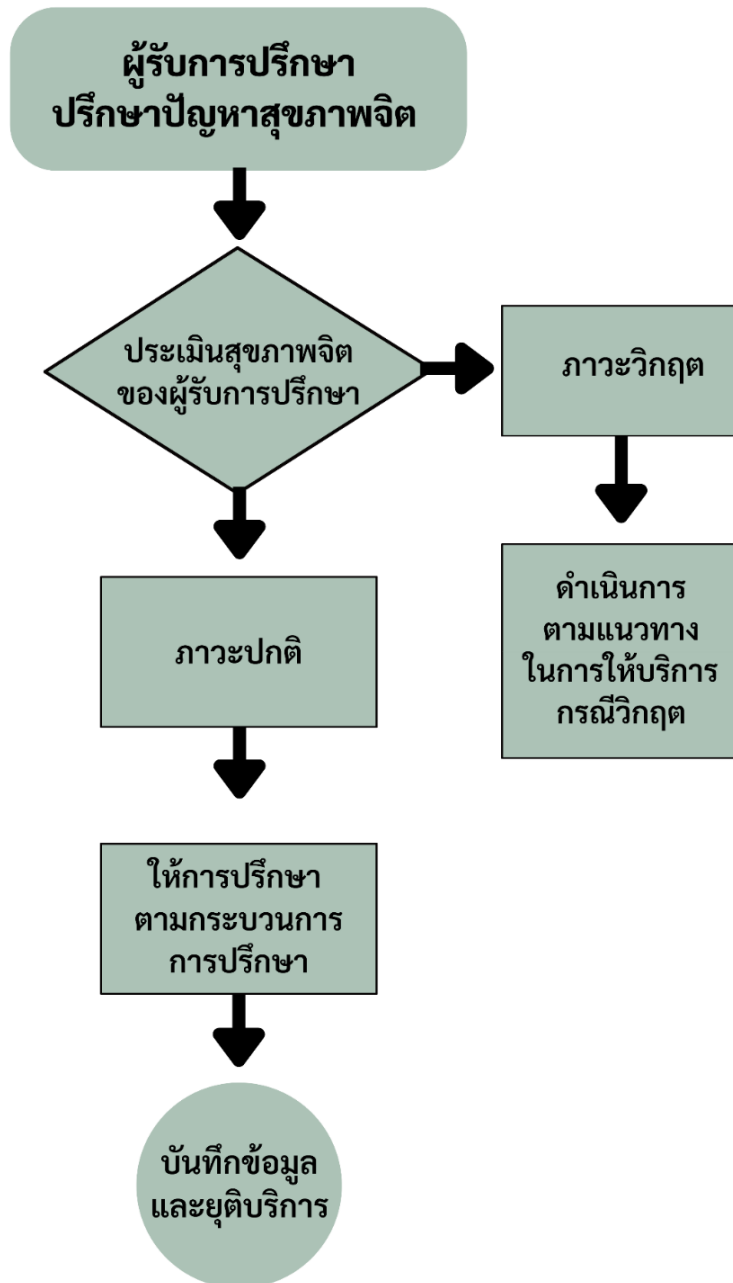 ผู้รับการปรึกษา
ปรึกษาปัญหาสุขภาพจิต
ประเมินสุขภาพจิต
ของผู้รับการปรึกษา
ภาวะวิกฤต
ภาวะปกติ
ดำเนินการ
ตามแนวทาง
ในการให้บริการ
กรณีวิกฤต
ให้การปรึกษา
ตามกระบวนการ
การปรึกษา
บันทึกข้อมูล
และยุติบริการ